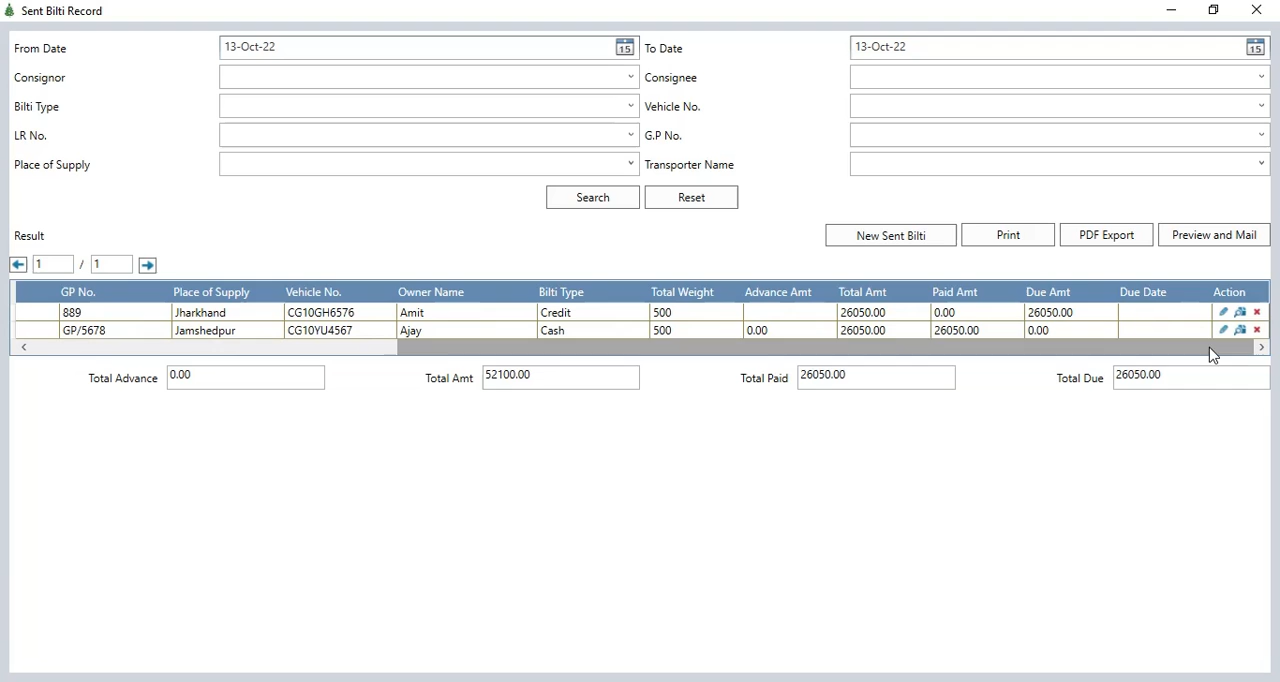 Sent Bilti Record
From Date 13-Oct-22 15 To Date 13-Oct-22 15
Consignor Consignee
Bilti Type Vehicle No.
LR No. G.P No.
Place of Supply Transporter Name
Search Reset
Result New Sent Bilti Print PDF Export Preview and Mail
1 / 1
GP No. Place of Supply Vehicle No. Owner Name Bilti Type Total Weight Advance Amt Total Amt Paid Amt Due Amt Due Date Action
889 Jharkhand CG10GH6576 Amit Credit 500 26050.00 0.00 26050.00
GP/5678 Jamshedpur CG10YU4567 Ajay Cash 500 0.00 26050.00 26050.00 0.00
Total Advance 0.00 Total Amt 52100.00 Total Paid 26050.00 Total Due 26050.00